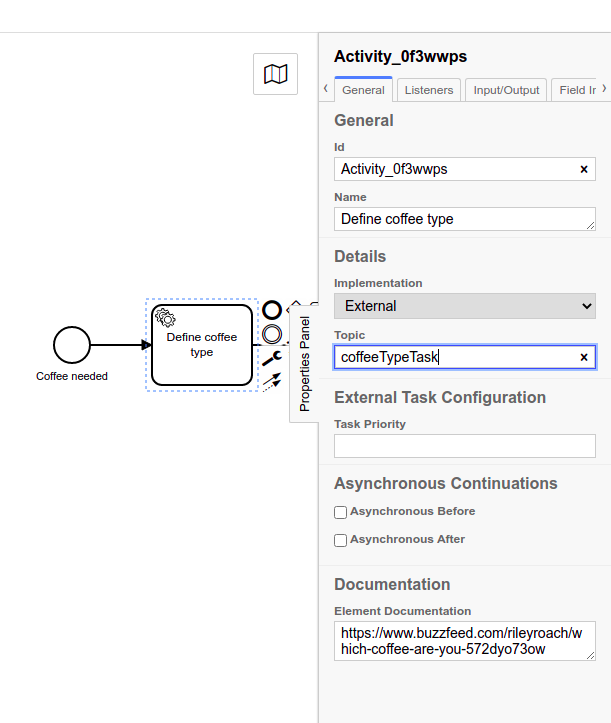 Activity_0f3wwps
General
Listeners
Input/Output
Field Ir
General
Id
Activity_0f3wwps
Name
Define coffee type
Details
Implementation
External
Topic
coffeeTypeTask
External Task Configuration
Task Priority
Asynchronous Continuations
Asynchronous Before
Asynchronous After
Documentation
Element Documentation
https://www.buzzfeed.com/rileyroach/w
hich-coffee-are-you-572dyo73ow
Properties Panel
Define coffee
type
Coffee needed